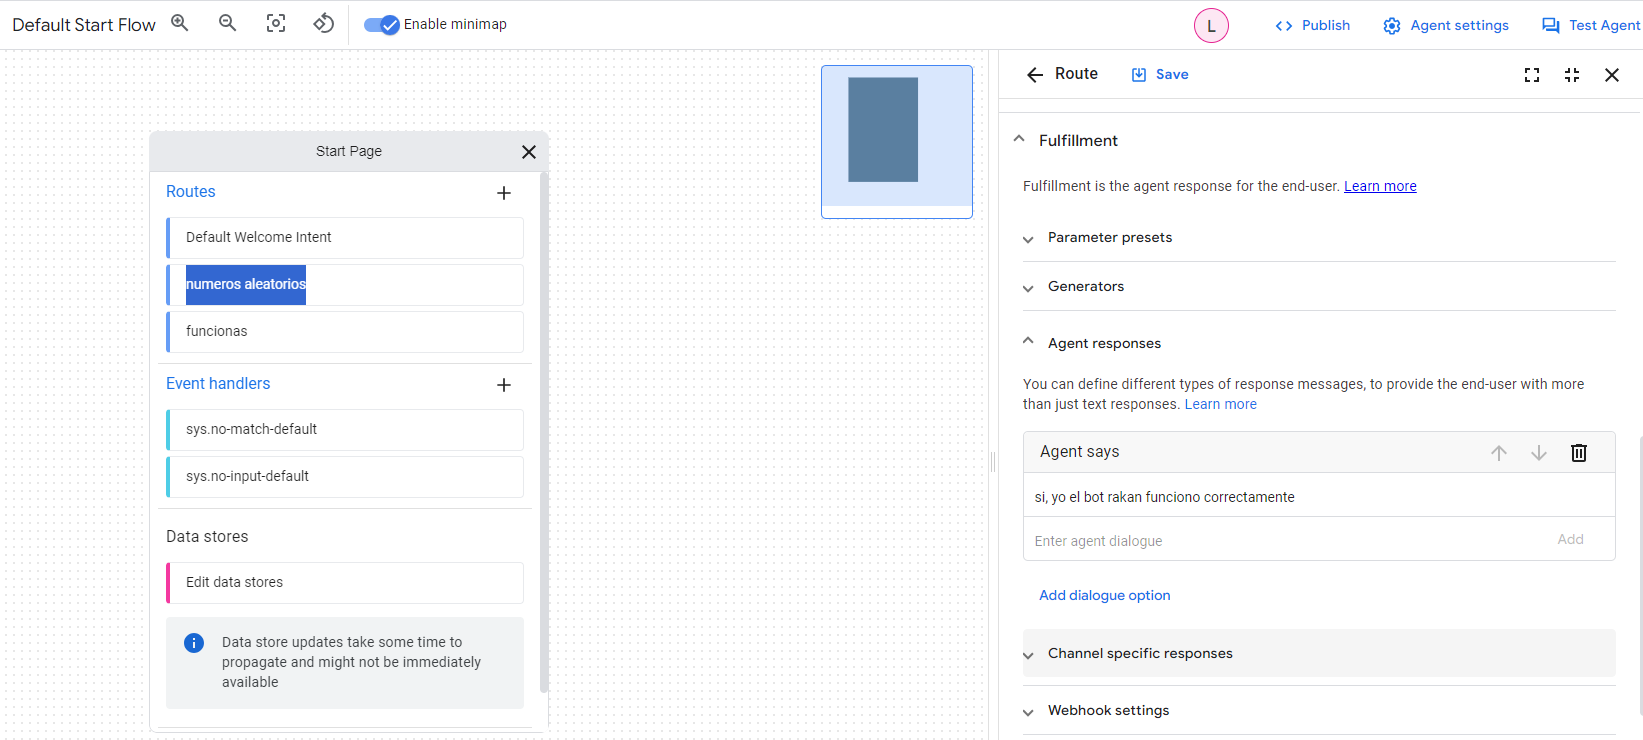 Default Start Flow
Enable minimap
L
Publish
Agent settings
Test Agent
Start Page
Routes
Default Welcome Intent
numeros aleatorios
funcionas
Event handlers
sys.no-match-default
sys.no-input-default
Data stores
Edit data stores
Data store updates take some time to
propagate and might not be immediately
available
Route
Save
Fulfillment
Fulfillment is the agent response for the end-user. Learn more
Parameter presets
Generators
Agent responses
You can define different types of response messages, to provide the end-user with more
than just text responses. Learn more
Agent says
si, yo el bot rakan funciono correctamente
Enter agent dialogue
Add
Add dialogue option
Channel specific responses
Webhook settings